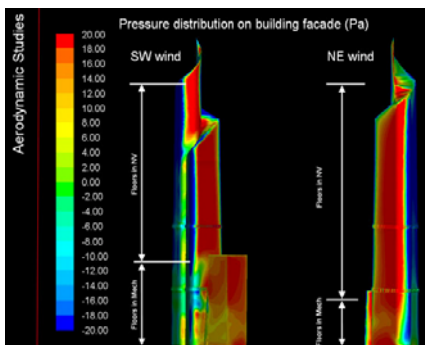 Aerodynamic Studies
Pressure distribution on building facade (Pa)
SW wind
NE wind
20.00
18.00
16.00
14.00
12.00
10.00
8.00
6.00
4.00
2.00
0.00
-2.00
-4.00
-6.00
-8.00
-10.00
-12.00
-14.00
-16.00
-18.00
-20.00
Floors in NV
Floors in Mech
Floors in NV
Floors in Mech